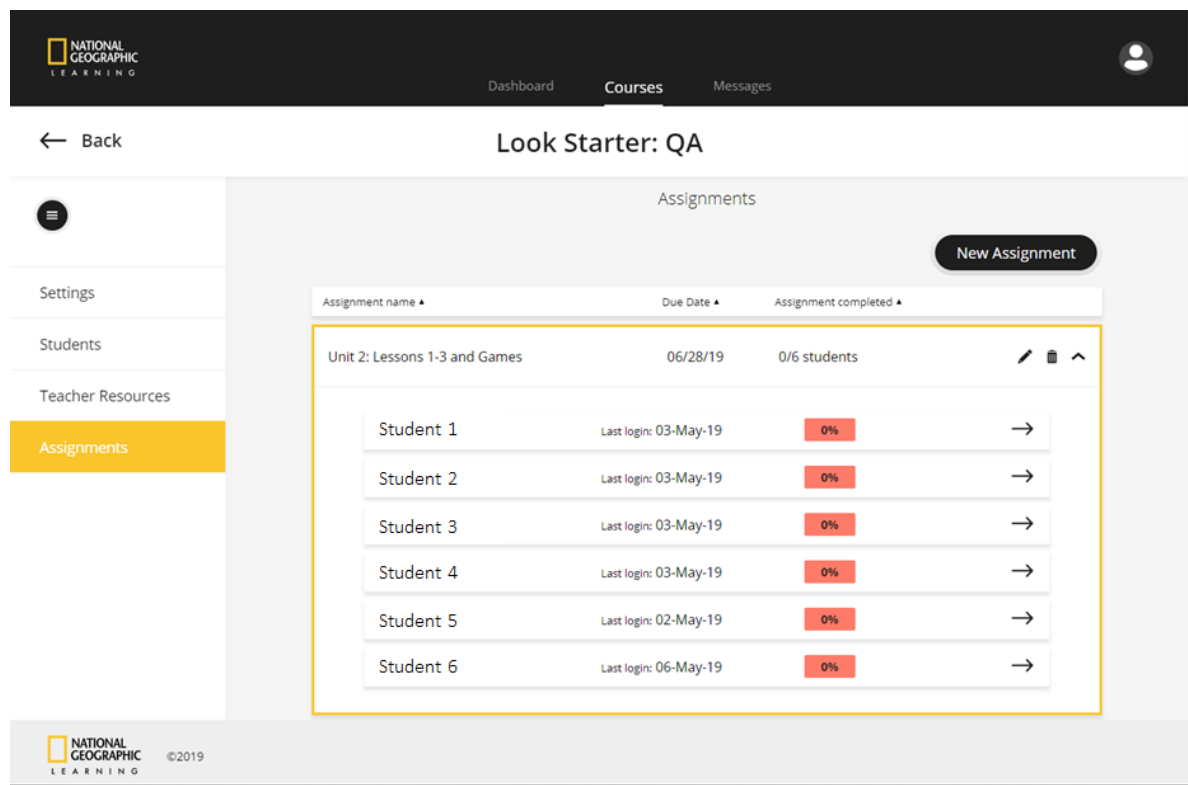 NATIONAL
GEOGRAPHIC
LEARNING
Dashboard Courses Messages
Back
Look Starter: QA
Assignments
New Assignment
Settings
Students
Teacher Resources
Assignments
Assignment name Due Date Assignment completed
Unit 2: Lessons 1-3 and Games 06/28/19 0/6 students
Student 1 Last login: 03-May-19 0%
Student 2 Last login: 03-May-19 0%
Student 3 Last login: 03-May-19 0%
Student 4 Last login: 03-May-19 0%
Student 5 Last login: 02-May-19 0%
Student 6 Last login: 06-May-19 0%
NATIONAL
GEOGRAPHIC
LEARNING
©2019